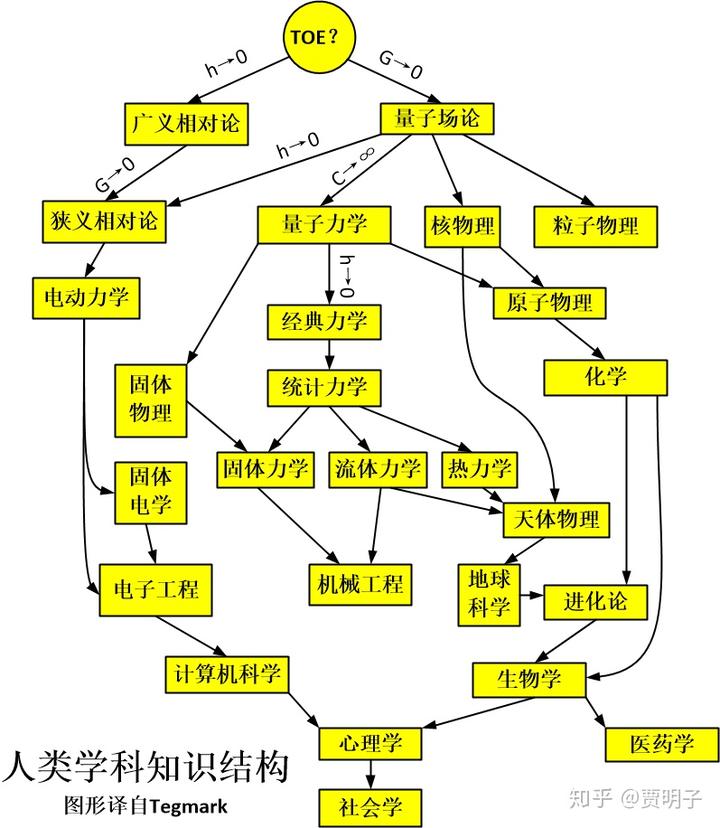 TOE？
h→0
G→0
广义相对论
量子场论
h→0
G→0
C→∞
狭义相对论
量子力学
核物理
粒子物理
电动力学
h→0
原子物理
经典力学
固体
物理
统计力学
化学
固体力学
流体力学
热力学
固体
电学
天体物理
电子工程
机械工程
地球
科学
进化论
计算机科学
生物学
心理学
医药学
人类学科知识结构
图形译自Tegmark
社会学
知乎 @贾明子